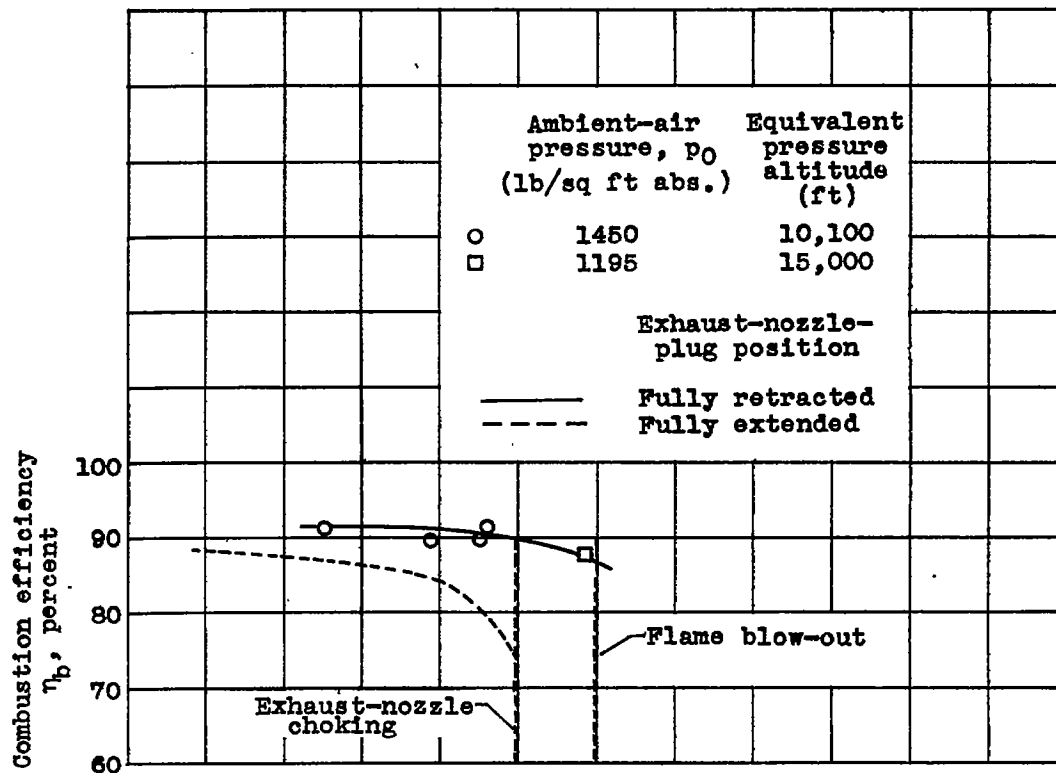 Ambient-air pressure, p0 (lb/sq ft abs.)
Equivalent pressure altitude (ft)
○ 1450 10,100
□ 1195 15,000
Exhaust-nozzle-
plug position
Fully retracted
Fully extended
Combustion efficiency
ηb, percent
100
90
80
70
60
Flame blow-out
Exhaust-nozzle
choking